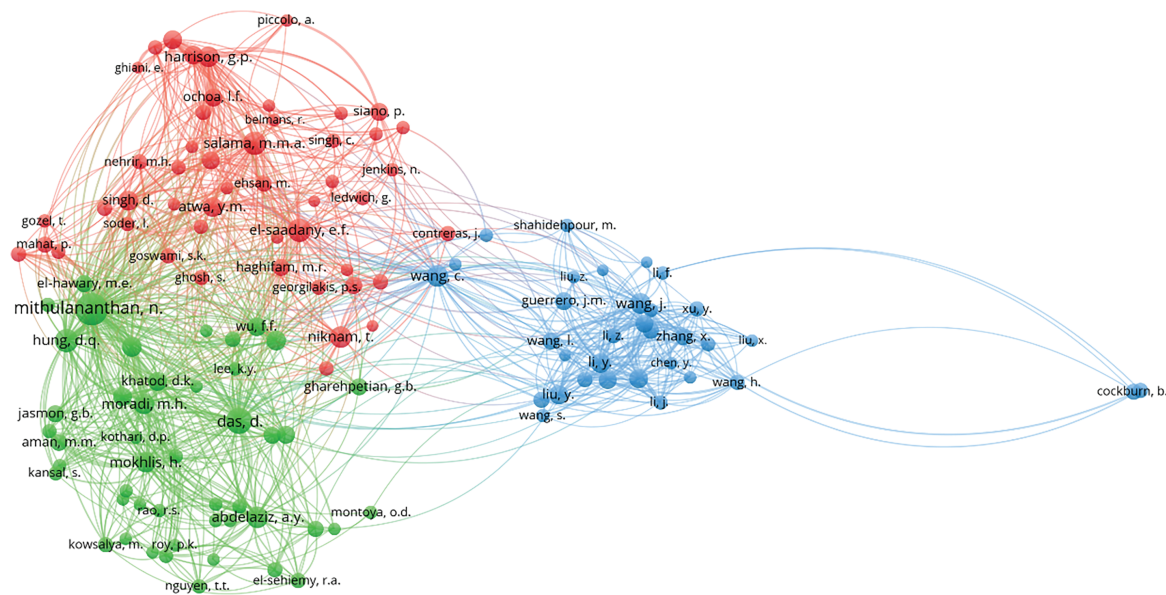 piccolo, a.
harrison, g.p.
ghiani, e.
ochoa, l.f.
siano, p.
belmans, r.
salama, m.m.a.
singh, c.
nehrir, m.h.
jenkins, n.
ehsan, m.
ledwich, g.
singh, d.
atwa, y.m.
gozel, t.
soder, l.
el-saadany, e.f.
contreras, j.
shahidehpour, m.
mahat, p.
goswami, s.k.
haghifam, m.r.
wang, c.
liu, z.
li, f.
ghosh, s.
el-hawary, m.e.
georgilakis, p.s.
guerrero, j.m.
wang, j.
mithulananthan, n.
xu, y.
wu, f.f.
niknam, t.
hung, d.q.
wang, l.
li, z.
zhang, x.
liu, x.
li, y.
chen, y.
lee, k.y.
khatod, d.k.
gharehpetian, g.b.
wang, h.
cockburn, b.
liu, y.
moradi, m.h.
li, j.
jasmon, g.b.
wang, s.
das, d.
kothari, d.p.
aman, m.m.
mokhlis, h.
kansal, s.
rao, r.s.
abdelaziz, a.y.
montoya, o.d.
kowsalya, m.
roy, p.k.
el-sehiemy, r.a.
nguyen, t.t.